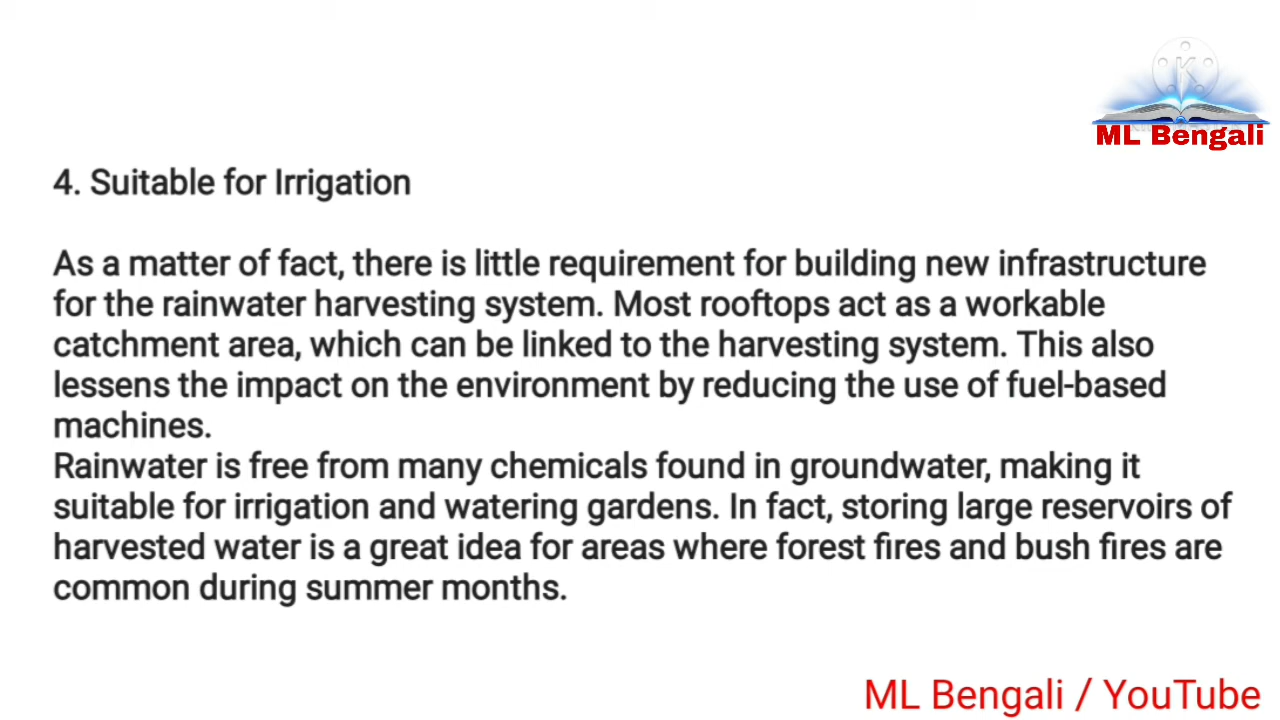 ML Bengali
4. Suitable for Irrigation
As a matter of fact, there is little requirement for building new infrastructure
for the rainwater harvesting system. Most rooftops act as a workable
catchment area, which can be linked to the harvesting system. This also
lessens the impact on the environment by reducing the use of fuel-based
machines.
Rainwater is free from many chemicals found in groundwater, making it
suitable for irrigation and watering gardens. In fact, storing large reservoirs of
harvested water is a great idea for areas where forest fires and bush fires are
common during summer months.
ML Bengali / YouTube